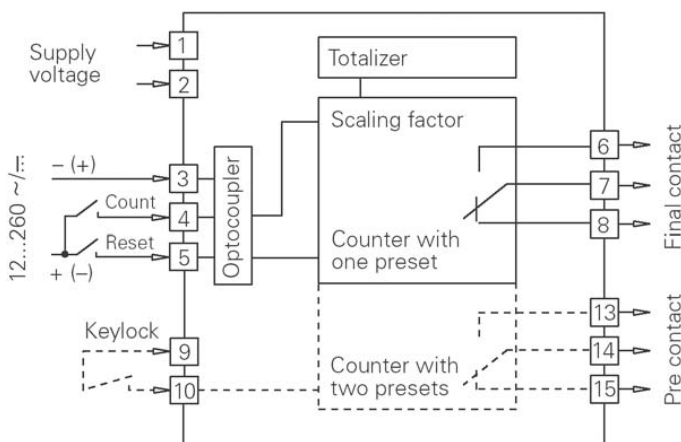 Supply
voltage
1
2
Totalizer
Scaling factor
12...260 ~/⎓
– (+)
3
Count
4
Reset
5
+ (–)
Optocoupler
Counter with
one preset
6
7
8
Final contact
Keylock
9
10
Counter with
two presets
13
14
15
Pre contact